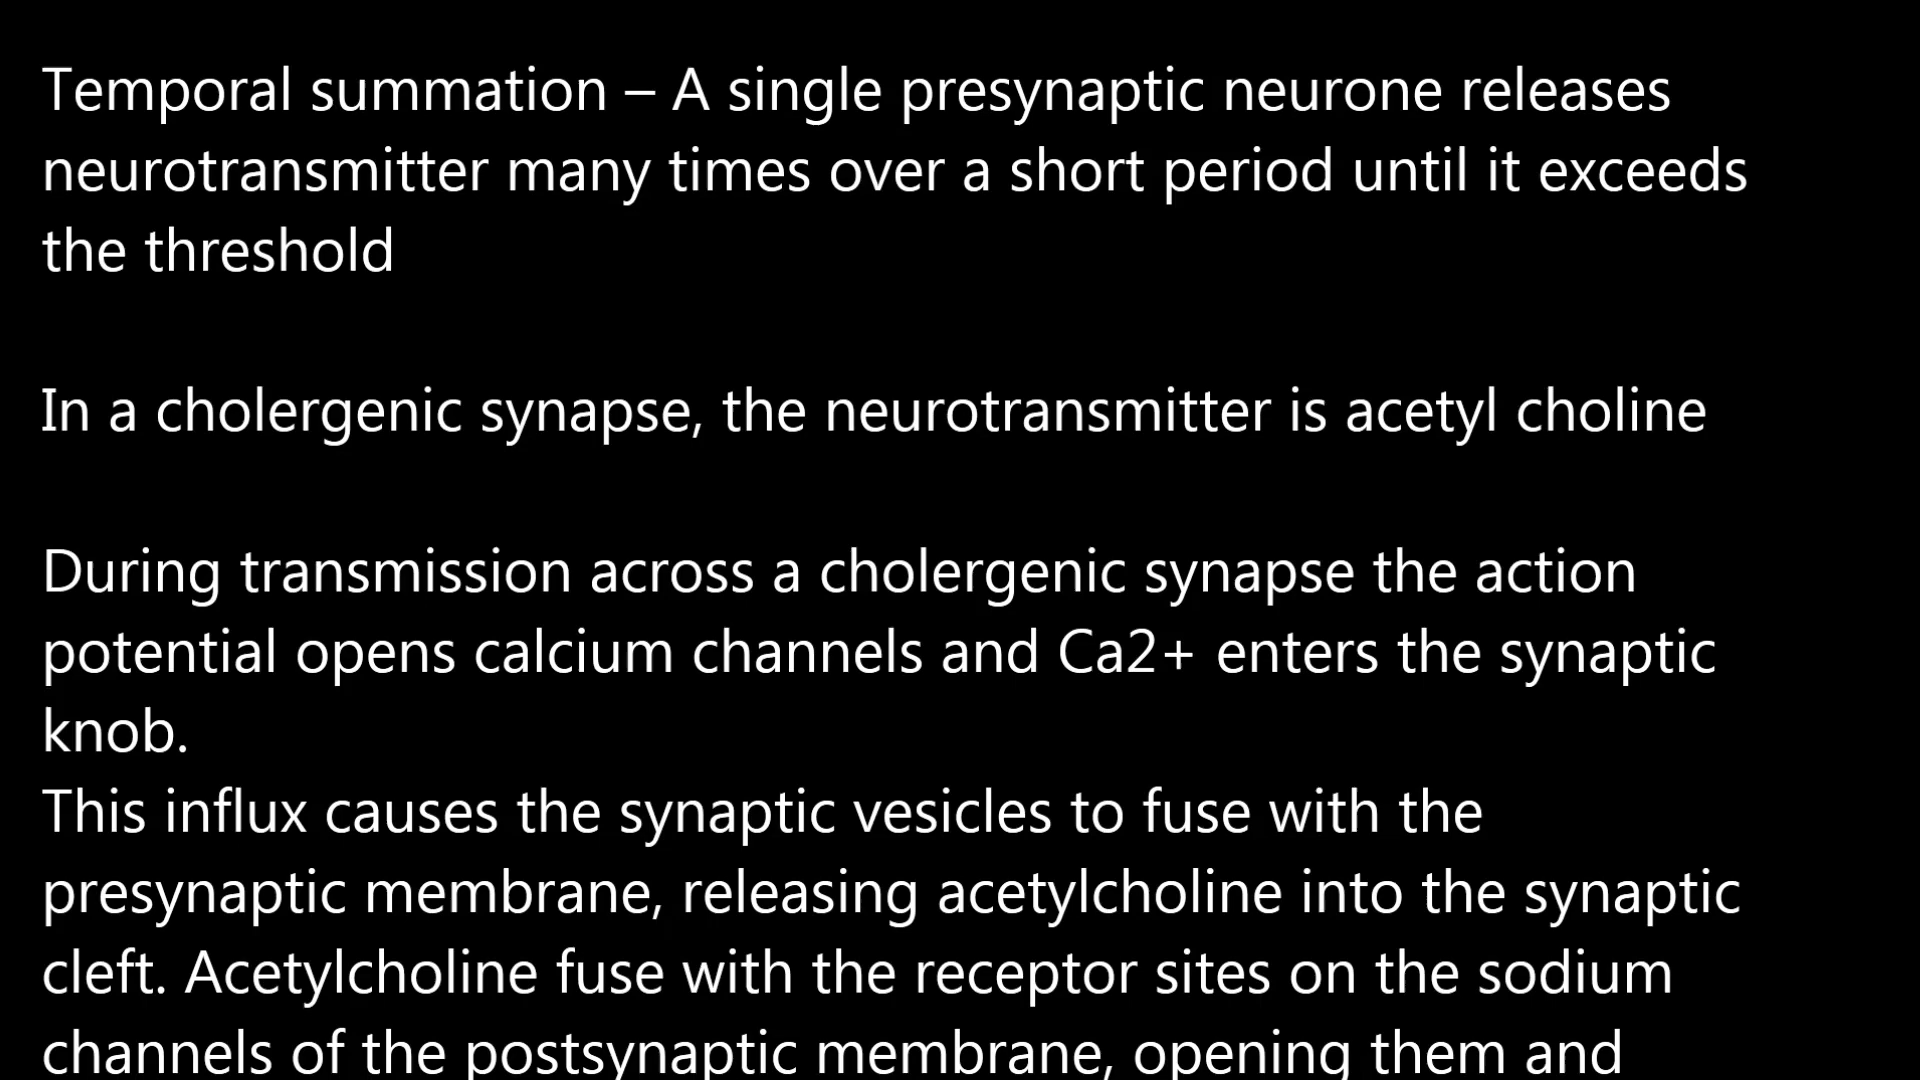 Temporal summation – A single presynaptic neurone releases
neurotransmitter many times over a short period until it exceeds
the threshold
In a cholergenic synapse, the neurotransmitter is acetyl choline
During transmission across a cholergenic synapse the action
potential opens calcium channels and Ca2+ enters the synaptic
knob.
This influx causes the synaptic vesicles to fuse with the
presynaptic membrane, releasing acetylcholine into the synaptic
cleft. Acetylcholine fuse with the receptor sites on the sodium
channels of the postsynaptic membrane, opening them and